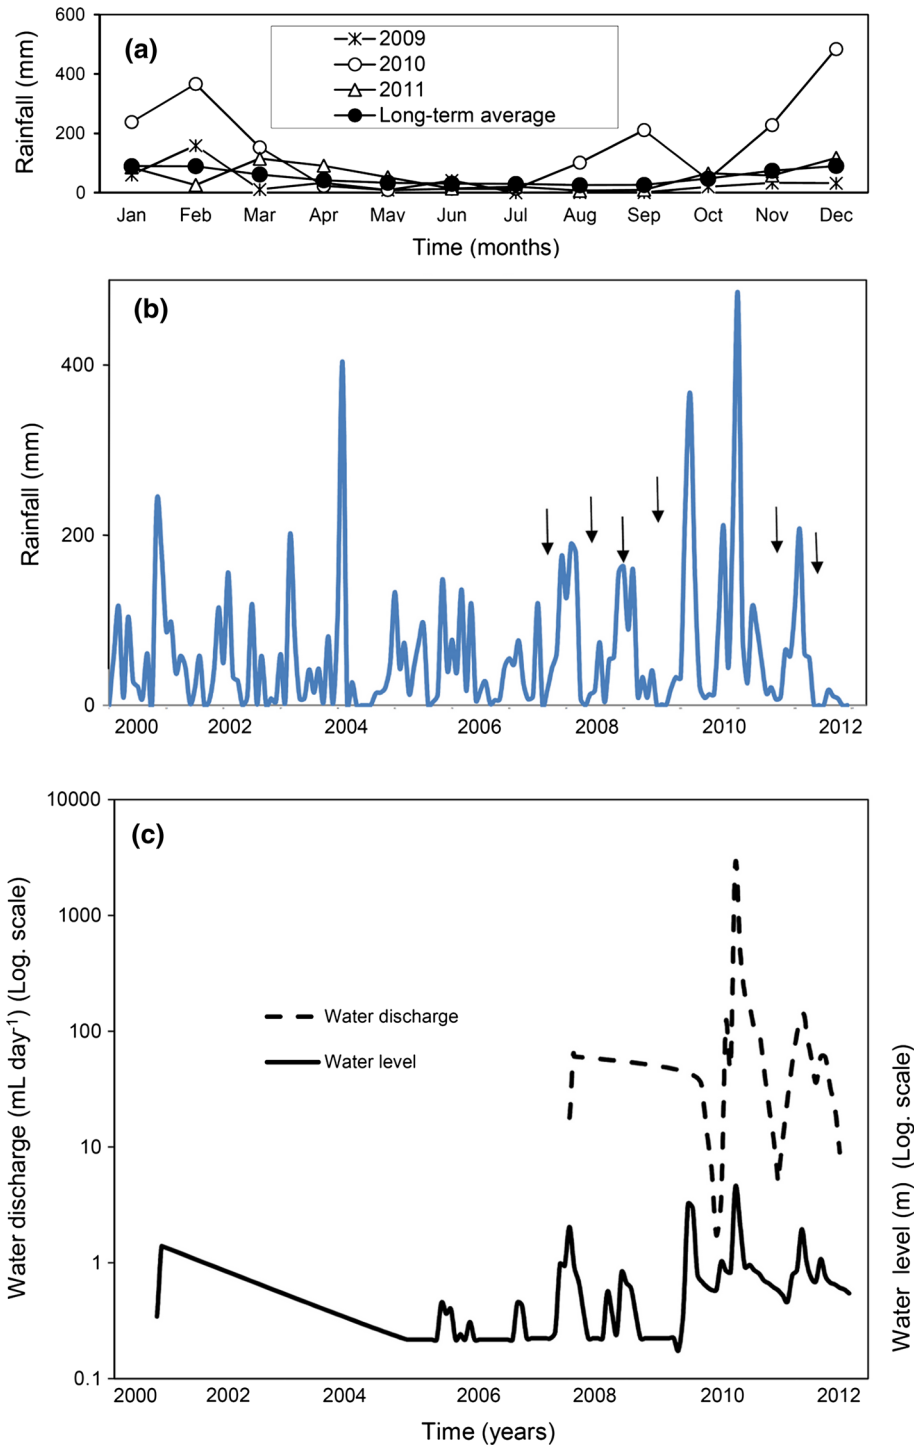 600
400
200
0
Rainfall (mm)
(a)
2009
2010
2011
Long-term average
Jan Feb Mar Apr May Jun Jul Aug Sep Oct Nov Dec
Time (months)
(b)
400
200
0
Rainfall (mm)
2000 2002 2004 2006 2008 2010 2012
10000
1000
100
10
1
0.1
(c)
Water discharge (mL day-1) (Log. scale)
Water discharge
Water level
Water level (m) (Log. scale)
2000 2002 2004 2006 2008 2010 2012
Time (years)